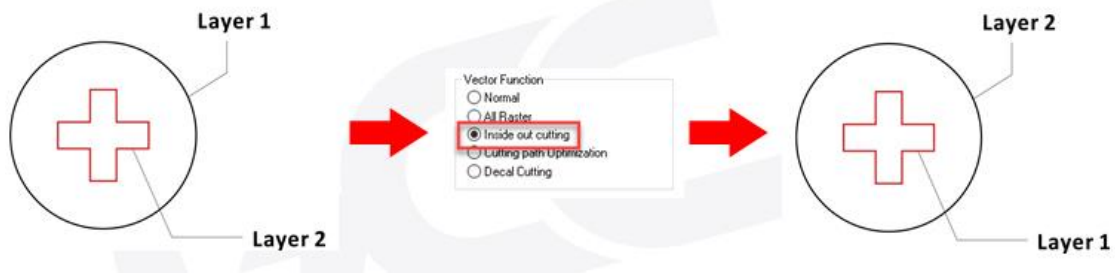 Layer 1
Layer 2
Vector Function
Normal
All Raster
Inside out cutting
Cutting path Optimization
Decal Cutting
Layer 2
Layer 1